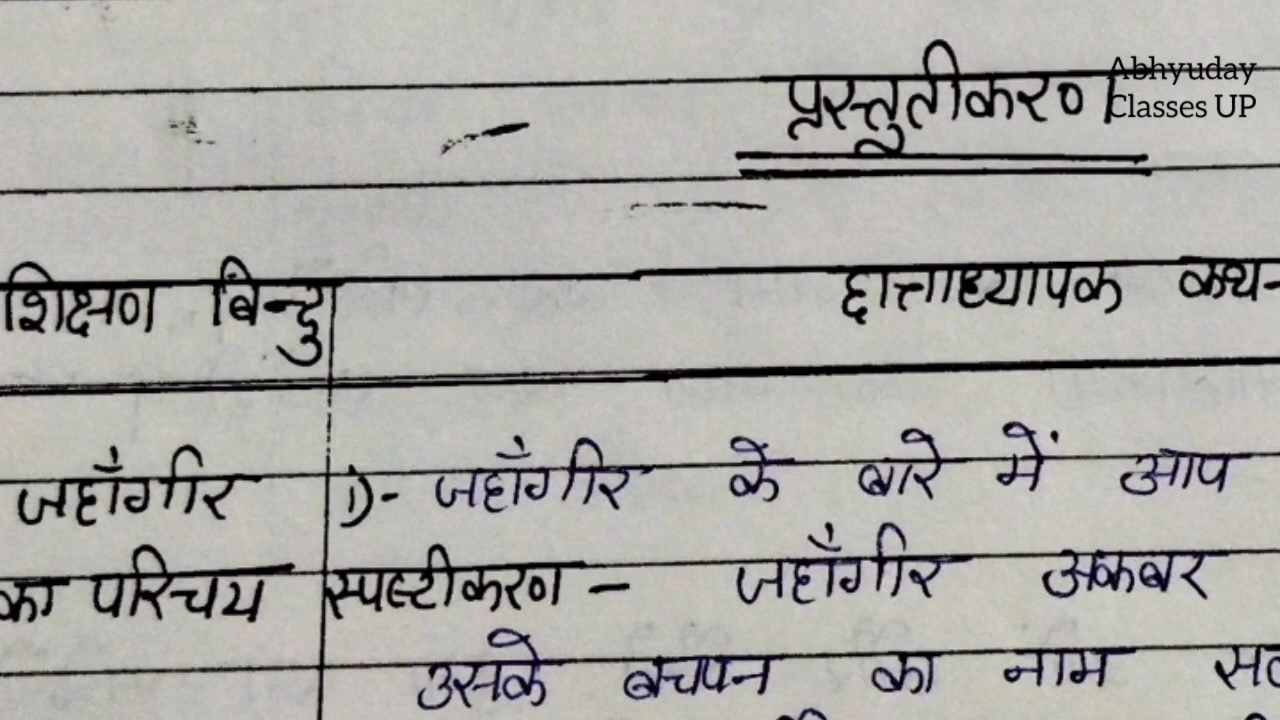 प्रस्तुतीकरण
Abhyuday
Classes UP
शिक्षण बिन्दु छात्राध्यापक कथ-
जहाँगीर 1)- जहाँगीर के बारे में आप
का परिचय स्पष्टीकरण - जहाँगीर अकबर
उसके बचपन का नाम